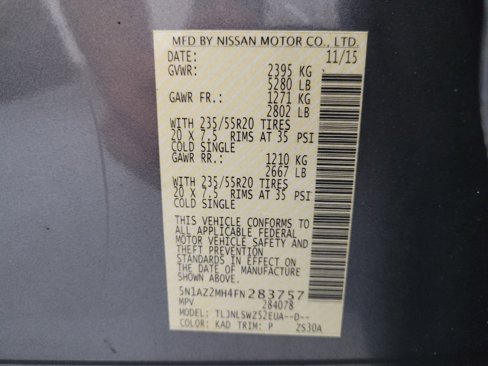 MFD BY NISSAN MOTOR CO., LTD.
DATE: 11/15
GVWR: 2395 KG
5280 LB
GAWR FR.: 1271 KG
2802 LB
WITH 235/55R20 TIRES
20 X 7.5 RIMS AT 35 PSI
COLD SINGLE
GAWR RR.: 1210 KG
2667 LB
WITH 235/55R20 TIRES
20 X 7.5 RIMS AT 35 PSI
COLD SINGLE
THIS VEHICLE CONFORMS TO
ALL APPLICABLE FEDERAL
MOTOR VEHICLE SAFETY AND
THEFT PREVENTION
STANDARDS IN EFFECT ON
THE DATE OF MANUFACTURE
SHOWN ABOVE.
5N1AZ2MH4FN283757
MPV 284078
MODEL: TLJNLSWZ52EUA--D--
COLOR: KAD TRIM: P ZS30A